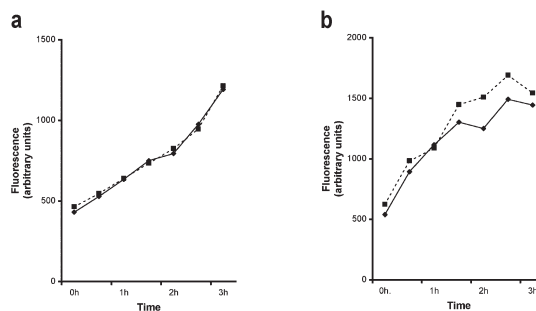 a
1500
1000
500
0
Fluorescence
(arbitrary units)
0h 1h 2h 3h
Time
b
2000
1500
1000
500
0
Fluorescence
(arbitrary units)
0h. 1h 2h 3h
Time